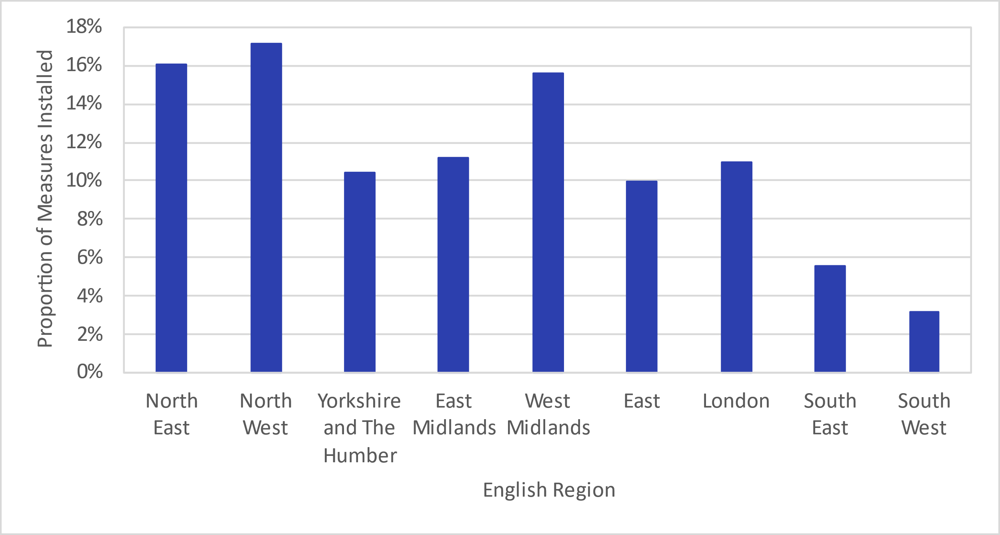 18%
16%
14%
12%
10%
8%
6%
4%
2%
0%
Proportion of Measures Installed
North East
North West
Yorkshire and The Humber
East Midlands
West Midlands
East
London
South East
South West
English Region